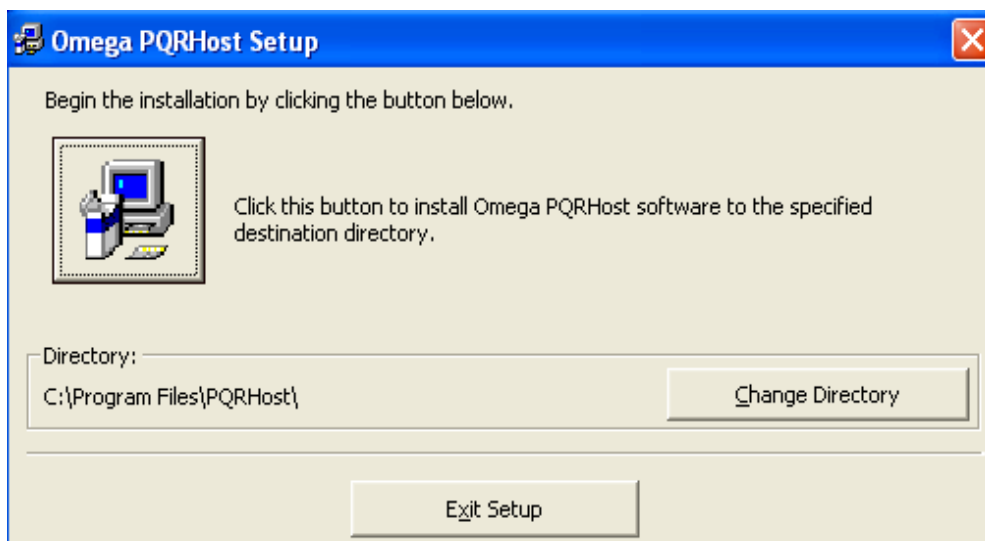 Omega PQRHost Setup
Begin the installation by clicking the button below.
Click this button to install Omega PQRHost software to the specified
destination directory.
Directory:
C:\Program Files\PQRHost\
Change Directory
Exit Setup